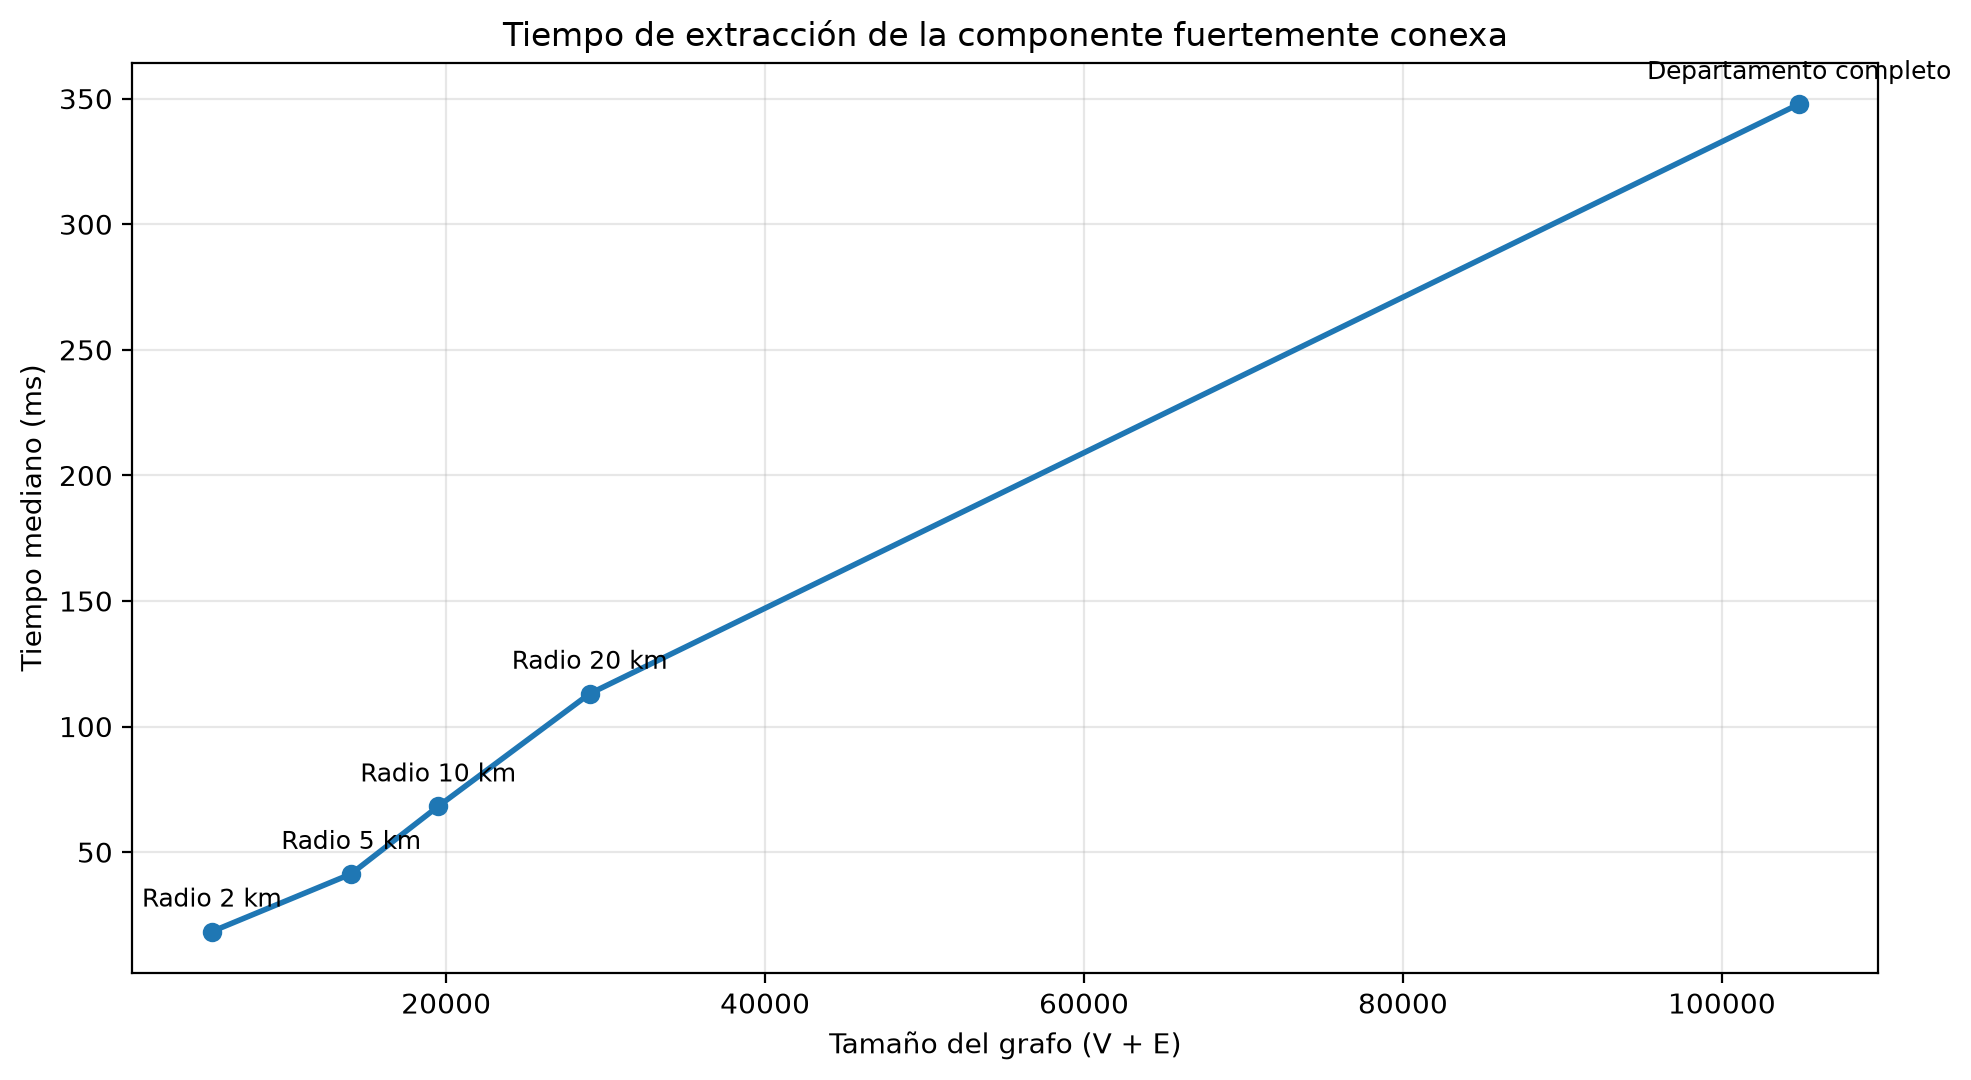 Tiempo de extracción de la componente fuertemente conexa
Departamento completo
350
300
250
200
150
100
50
Tiempo mediano (ms)
Radio 20 km
Radio 10 km
Radio 5 km
Radio 2 km
20000
40000
60000
80000
100000
Tamaño del grafo (V + E)